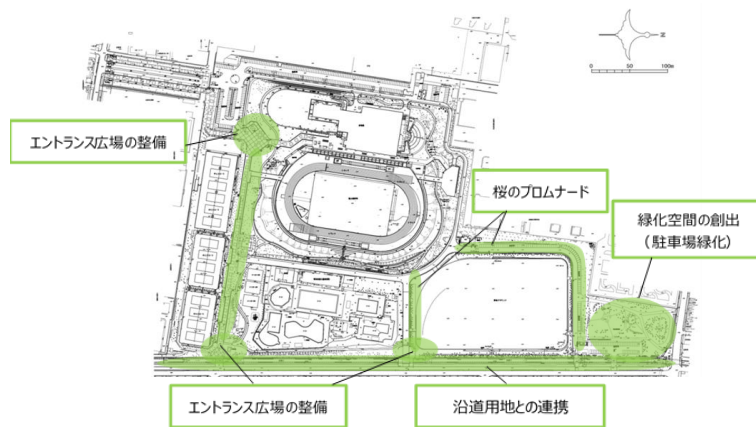 N
0
50
100m
エントランス広場の整備
桜のプロムナード
緑化空間の創出
(駐車場緑化)
エントランス広場の整備
沿道用地との連携